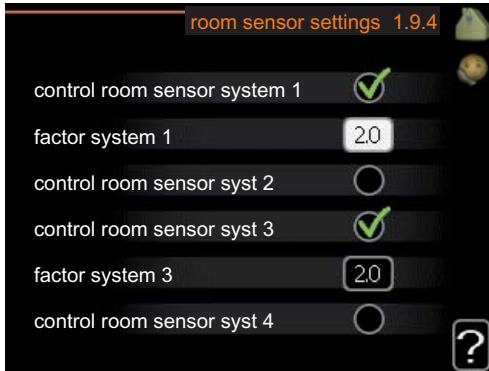 room sensor settings 1.9.4
control room sensor system 1
factor system 1 2.0
control room sensor syst 2
control room sensor syst 3
factor system 3 2.0
control room sensor syst 4
?